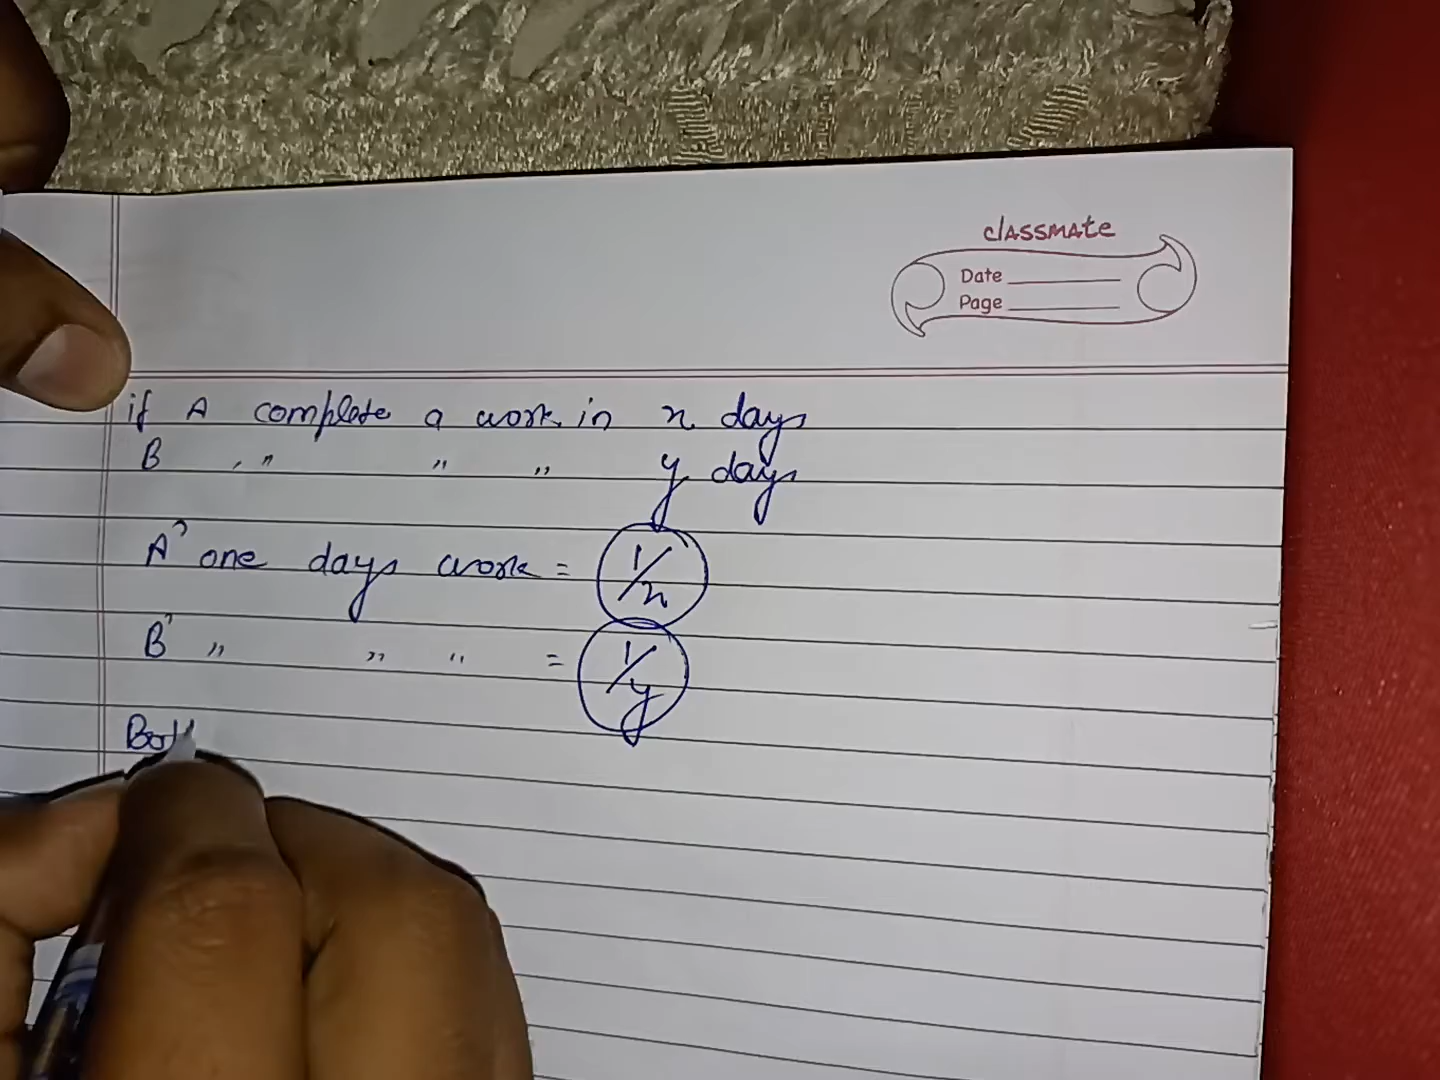 classmate
Date
Page
if A complete a work in x days
B ,, ,, ,, y days
A' one days work = 1/x
B' ,, ,, ,, = 1/y
Both